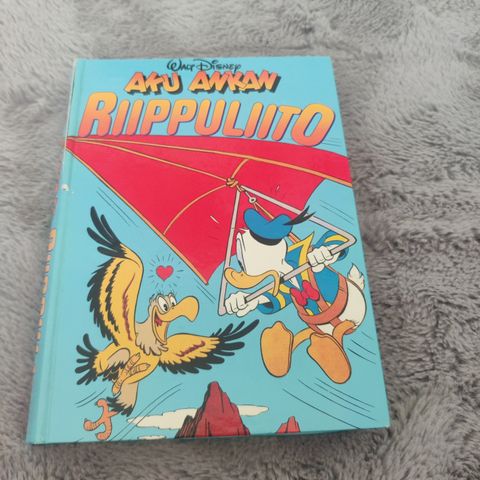 Walt Disney
AKU ANKAN
RIIPPULIITO